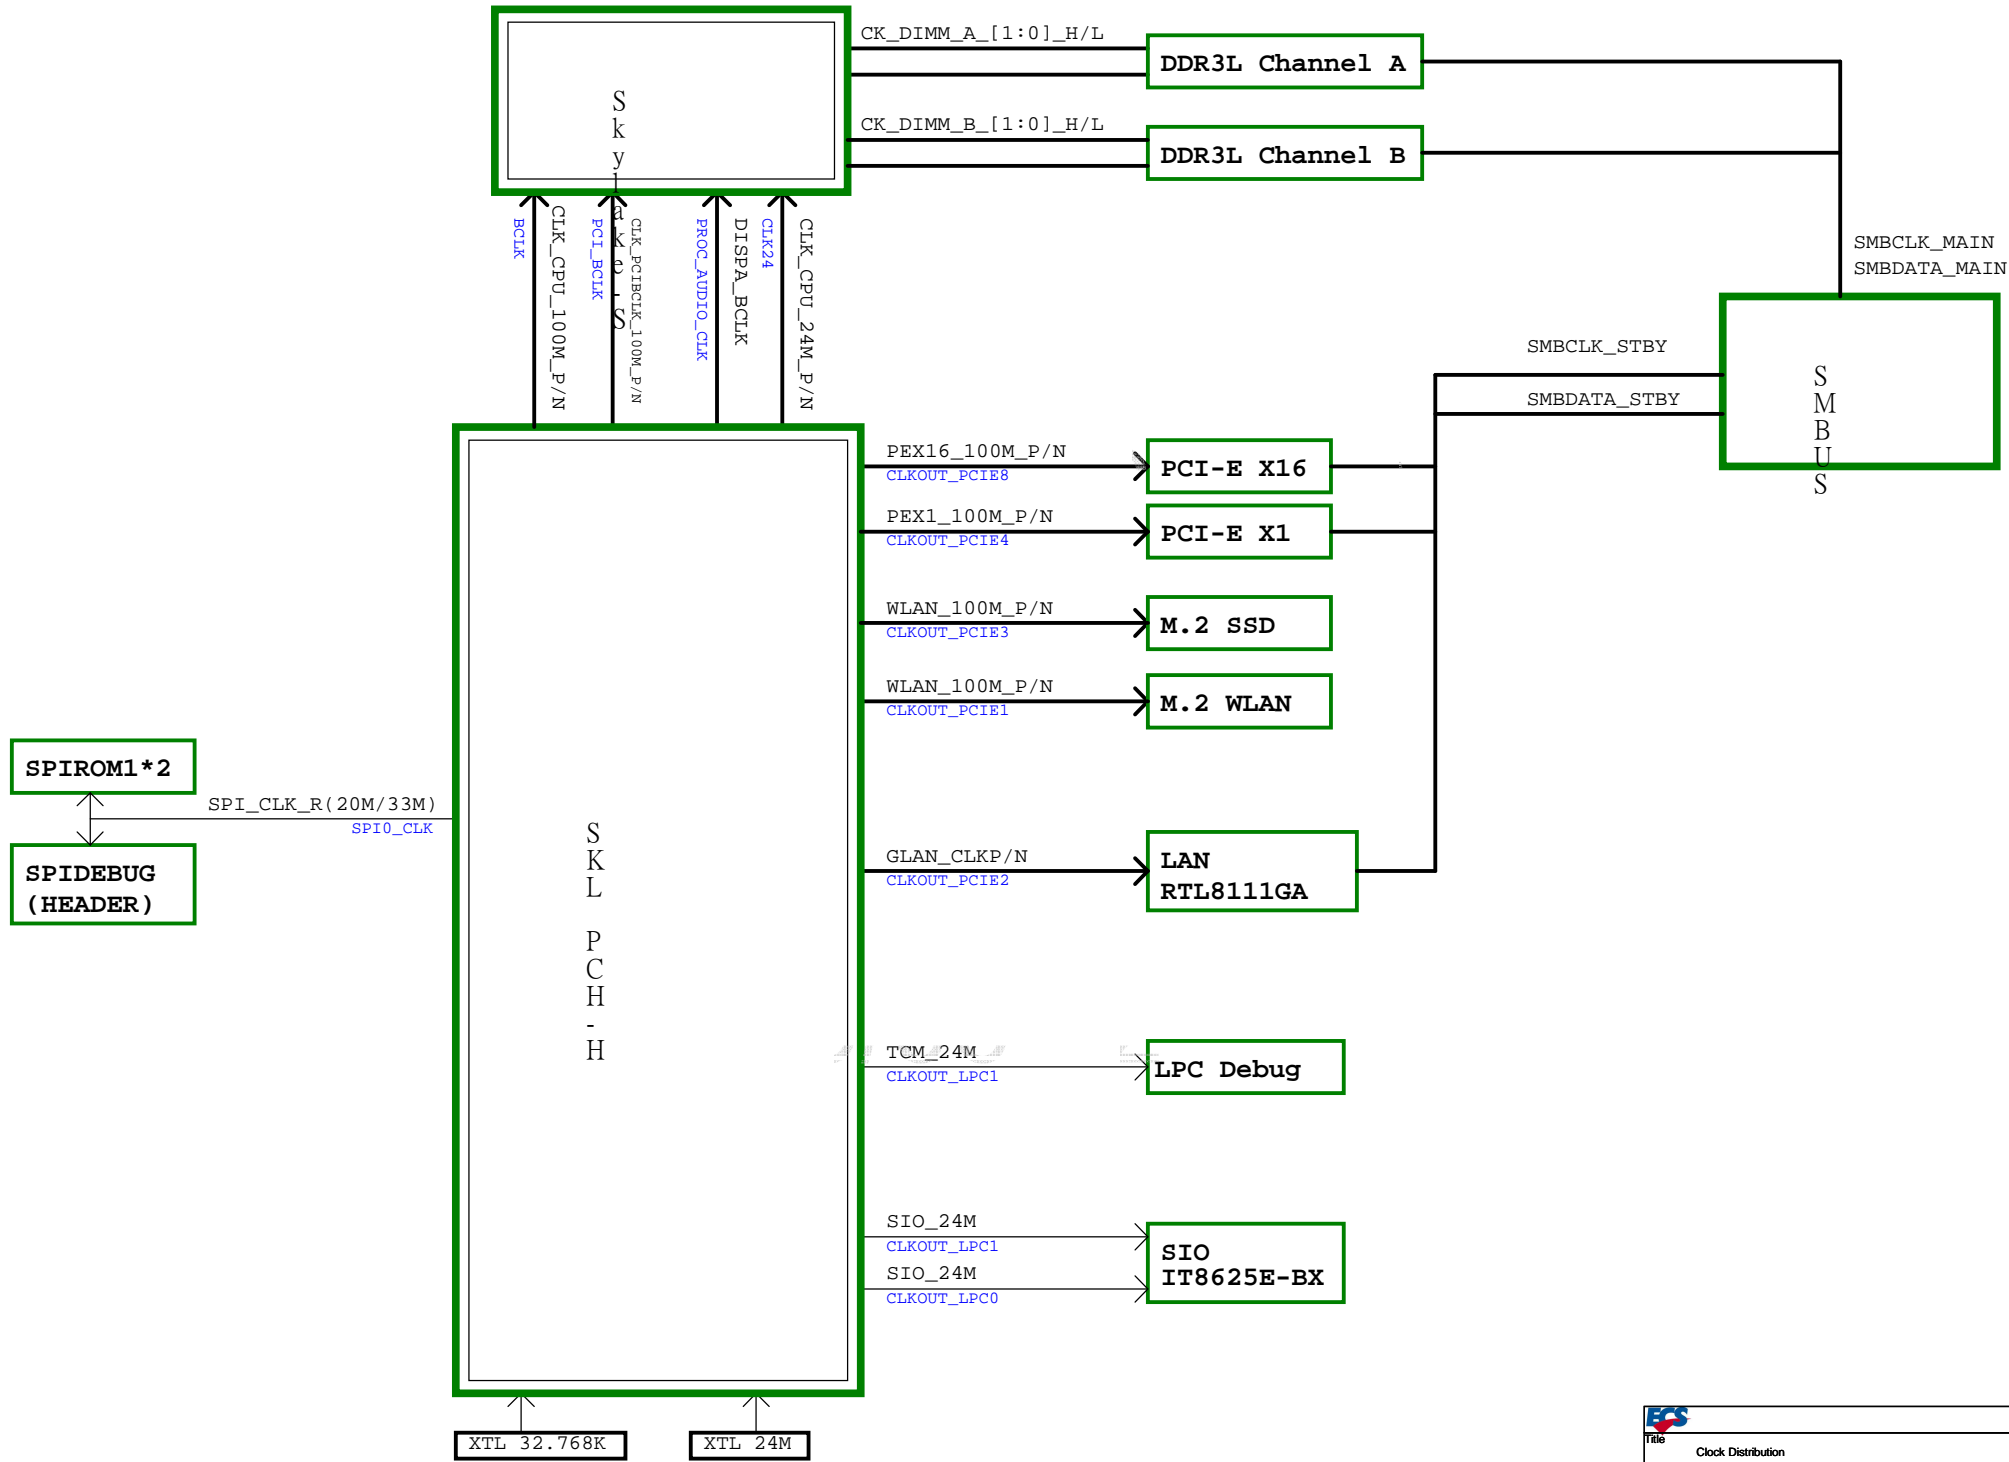 CK_DIMM_A_[1:0]_H/L
DDR3L Channel A
CK_DIMM_B_[1:0]_H/L
DDR3L Channel B
Skylake-S
BCLK
CLK_CPU_100M_P/N
PCI_BCLK
CLK_PCIBCLK_100M_P/N
PROC_AUDIO_CLK
DISPA_BCLK
CLK24
CLK_CPU_24M_P/N
SMBCLK_MAIN
SMBDATA_MAIN
SMBCLK_STBY
SMBDATA_STBY
SMBUS
PEX16_100M_P/N
CLKOUT_PCIE8
PCI-E X16
PEX1_100M_P/N
CLKOUT_PCIE4
PCI-E X1
WLAN_100M_P/N
CLKOUT_PCIE3
M.2 SSD
WLAN_100M_P/N
CLKOUT_PCIE1
M.2 WLAN
SPIROM1*2
SPI_CLK_R(20M/33M)
SPI0_CLK
SPIDEBUG
(HEADER)
SKL PCH-H
GLAN_CLKP/N
CLKOUT_PCIE2
LAN
RTL8111GA
TCM_24M
CLKOUT_LPC1
LPC Debug
SIO_24M
CLKOUT_LPC1
SIO_24M
CLKOUT_LPC0
SIO
IT8625E-BX
XTL 32.768K
XTL 24M
ECS
Title
Clock Distribution